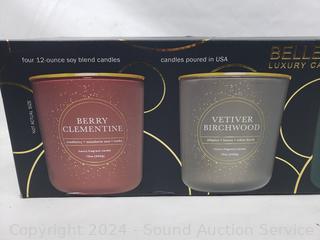 four 12-ounce soy blend candles
candles poured in USA
BELLE
LUXURY CA
NOT ACTUAL SIZE
BERRY
CLEMENTINE
VETIVER
BIRCHWOOD
Copyright 2024 - Sound Auction Service